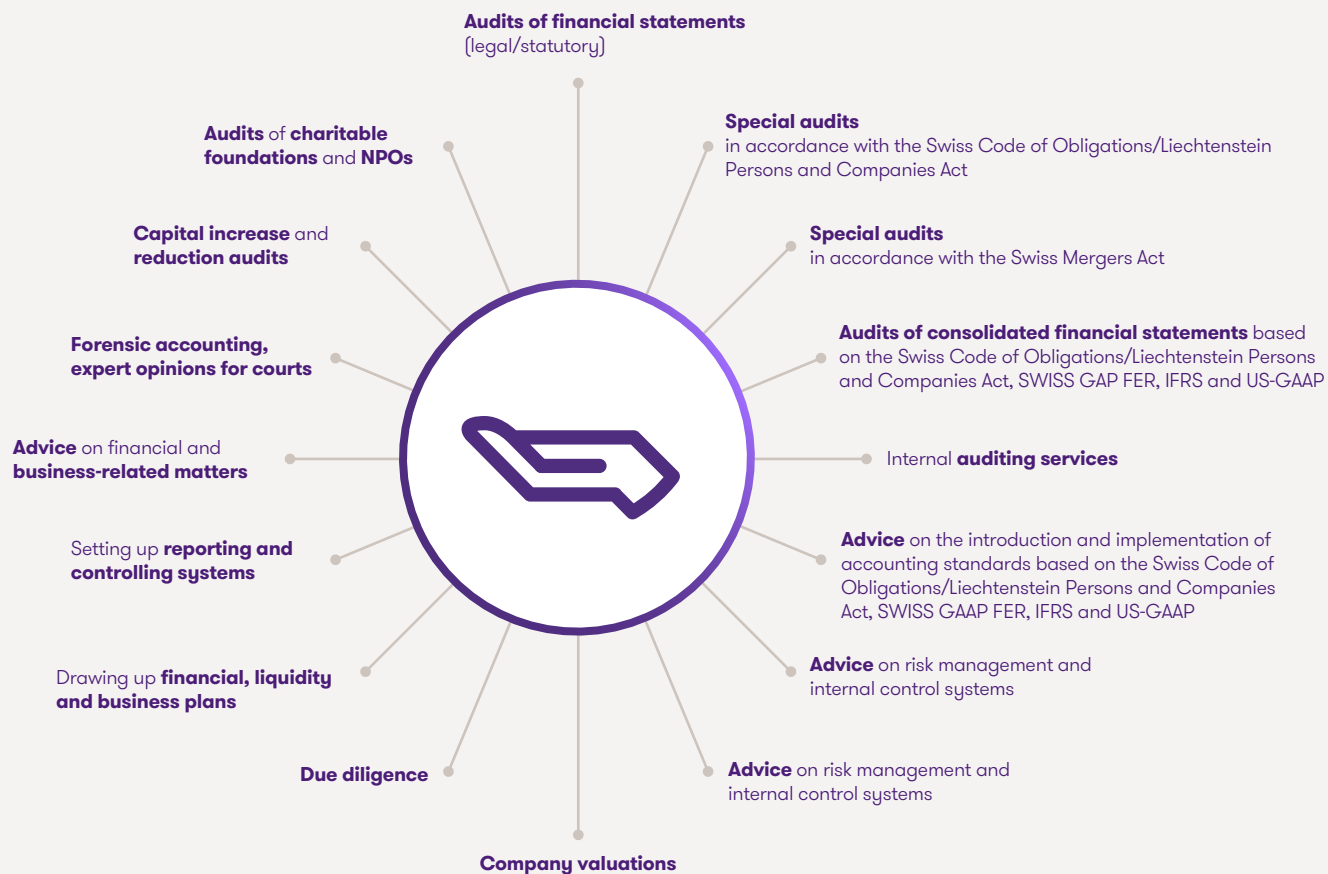 Audits of financial statements
(legal/statutory)
Special audits
in accordance with the Swiss Code of Obligations/Liechtenstein
Persons and Companies Act
Special audits
in accordance with the Swiss Mergers Act
Audits of consolidated financial statements based
on the Swiss Code of Obligations/Liechtenstein Persons
and Companies Act, SWISS GAP FER, IFRS and US-GAAP
Internal auditing services
Advice on the introduction and implementation of
accounting standards based on the Swiss Code of
Obligations/Liechtenstein Persons and Companies
Act, SWISS GAAP FER, IFRS and US-GAAP
Advice on risk management and
internal control systems
Advice on risk management and
internal control systems
Company valuations
Due diligence
Drawing up financial, liquidity
and business plans
Setting up reporting and
controlling systems
Advice on financial and
business-related matters
Forensic accounting,
expert opinions for courts
Capital increase and
reduction audits
Audits of charitable
foundations and NPOs